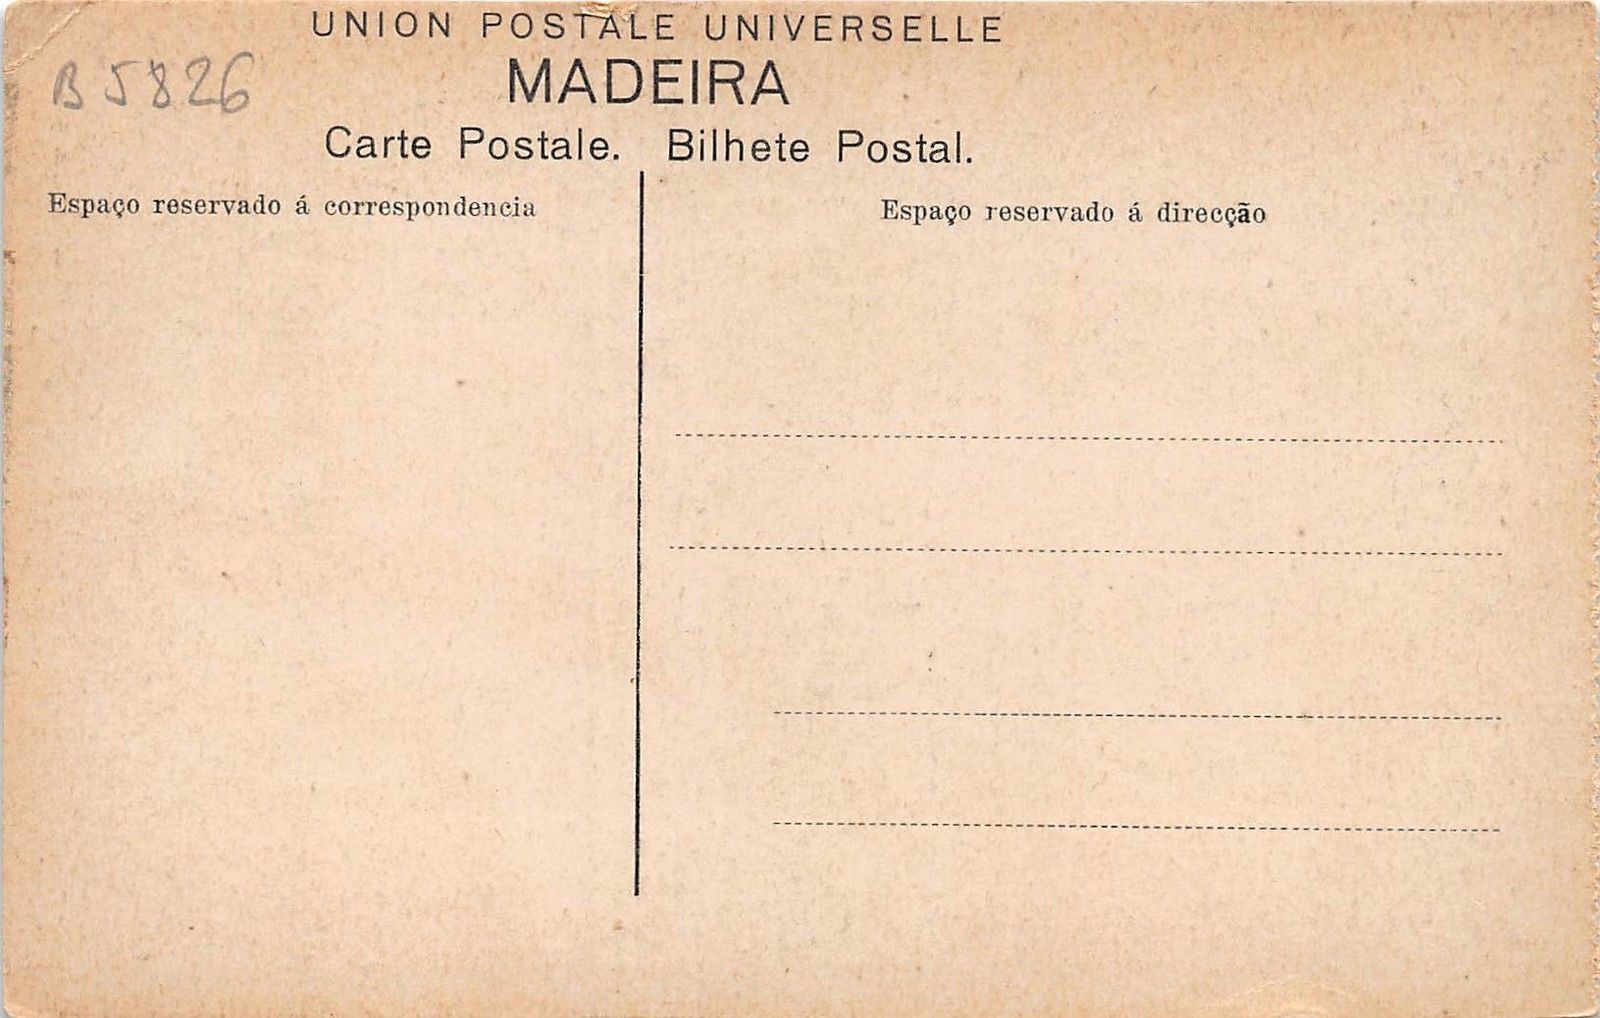 UNION POSTALE UNIVERSELLE
B 5826
MADEIRA
Carte Postale. Bilhete Postal.
Espaço reservado á correspondencia
Espaço reservado á direcção